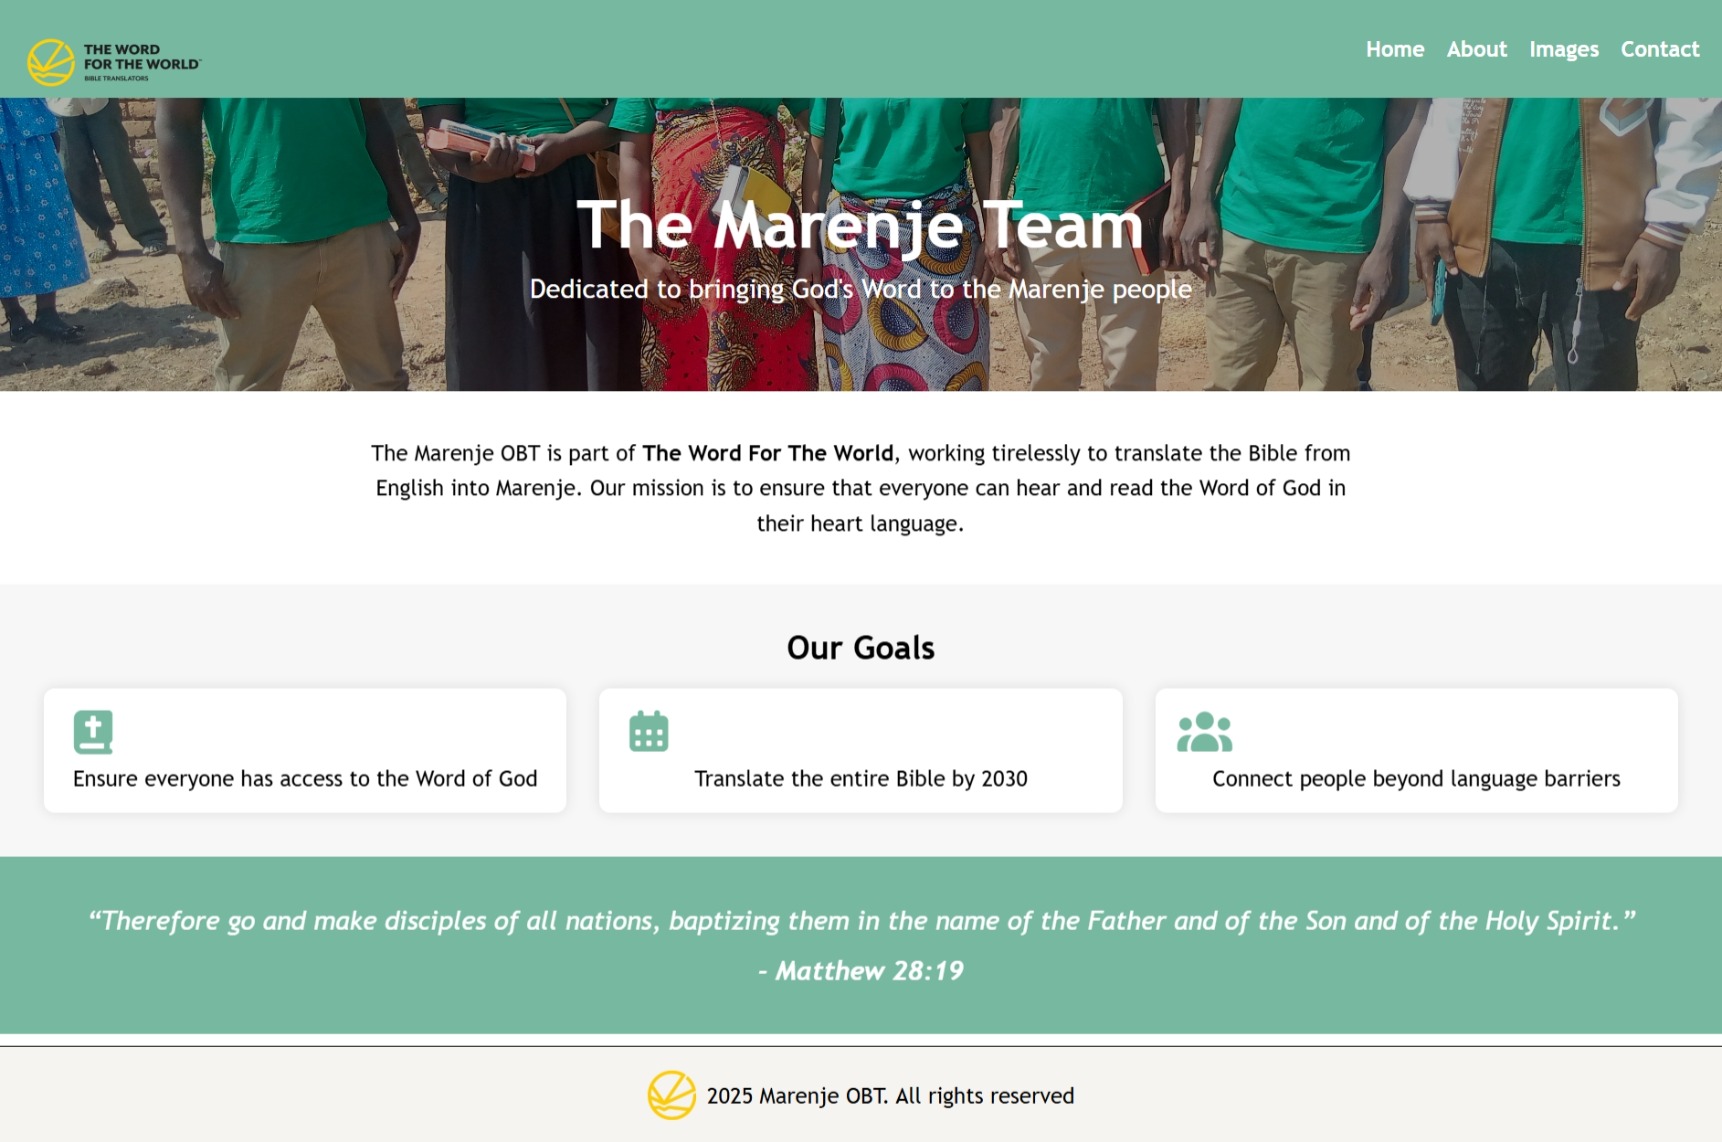 THE WORD
FOR THE WORLD
BIBLE TRANSLATORS
Home About Images Contact
The Marenje Team
Dedicated to bringing God's Word to the Marenje people
The Marenje OBT is part of The Word For The World, working tirelessly to translate the Bible from
English into Marenje. Our mission is to ensure that everyone can hear and read the Word of God in
their heart language.
Our Goals
Ensure everyone has access to the Word of God
Translate the entire Bible by 2030
Connect people beyond language barriers
“Therefore go and make disciples of all nations, baptizing them in the name of the Father and of the Son and of the Holy Spirit.”
- Matthew 28:19
2025 Marenje OBT. All rights reserved